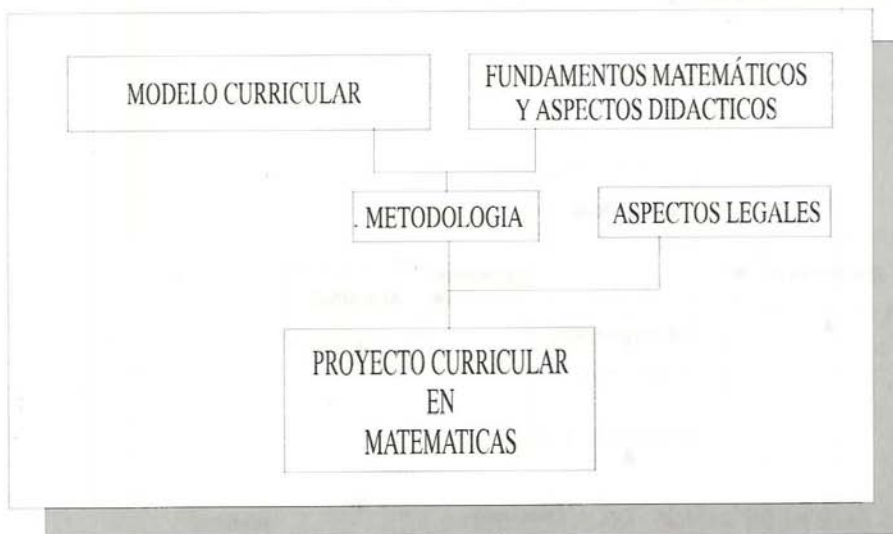 MODELO CURRICULAR
FUNDAMENTOS MATEMÁTICOS
Y ASPECTOS DIDACTICOS
. METODOLOGIA
ASPECTOS LEGALES
PROYECTO CURRICULAR
EN
MATEMATICAS